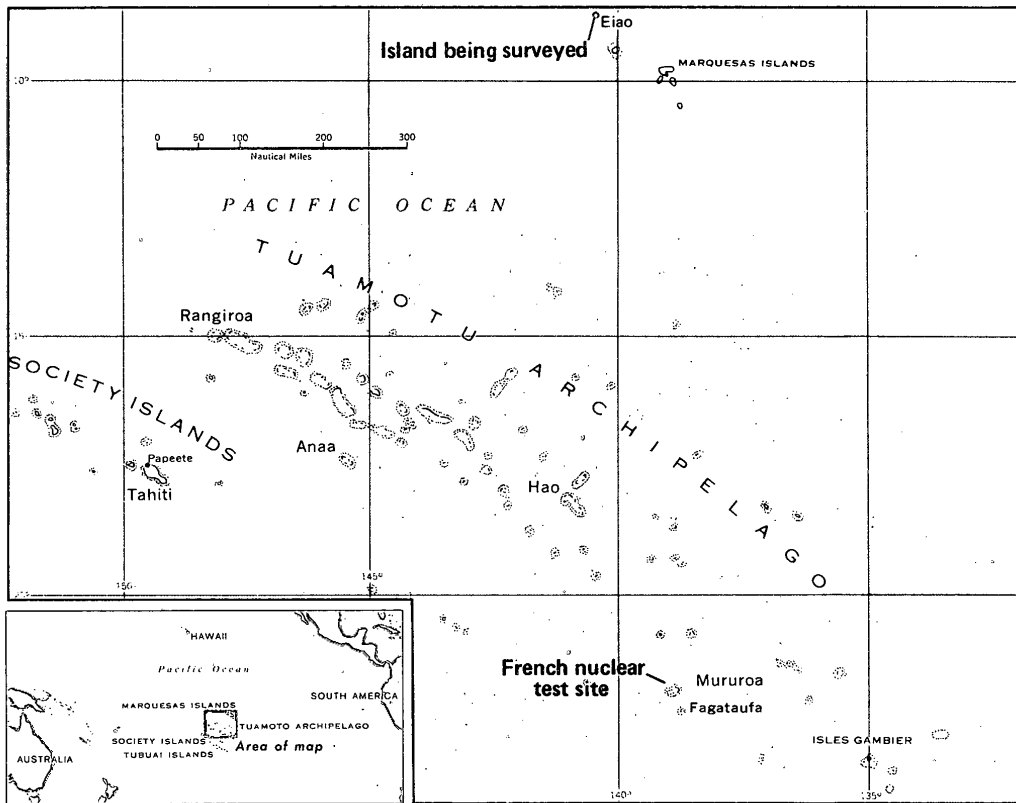 Eiao
Island being surveyed
MARQUESAS ISLANDS
10°
0 50 100 200 300
Nautical Miles
PACIFIC OCEAN
TUAMOTU ARCHIPELAGO
Rangiroa
15
SOCIETY ISLANDS
Anaa
Papeete
Tahiti
Hao
150
145°
French nuclear
test site
Mururoa
Fagataufa
ISLES GAMBIER
140°
135°
HAWAII
Pacific Ocean
SOUTH AMERICA
MARQUESAS ISLANDS
TUAMOTO ARCHIPELAGO
SOCIETY ISLANDS
Area of map
TUBUAI ISLANDS
AUSTRALIA